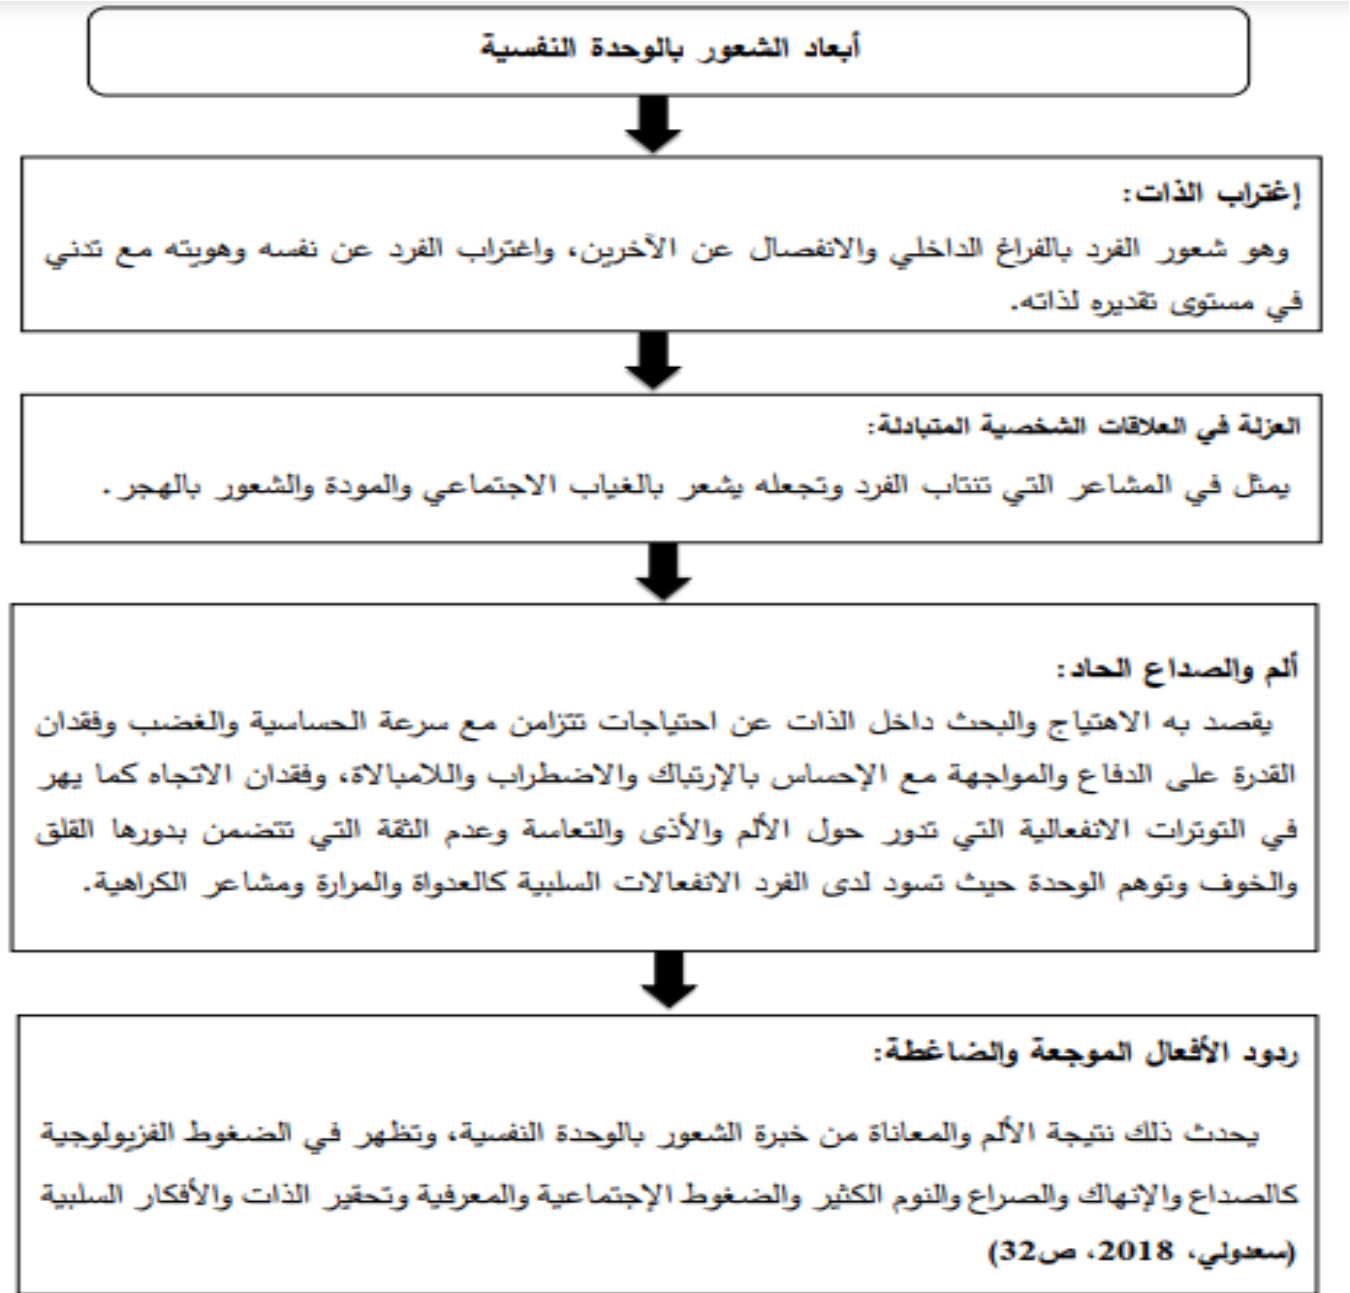 أبعاد الشعور بالوحدة النفسية
إغتراب الذات:
وهو شعور الفرد بالفراغ الداخلي والانفصال عن الآخرين، واغتراب الفرد عن نفسه وهويته مع تدني
في مستوى تقديره لذاته.
العزلة في العلاقات الشخصية المتبادلة:
يمثل في المشاعر التي تنتاب الفرد وتجعله يشعر بالغياب الاجتماعي والمودة والشعور بالهجر.
ألم والصداع الحاد:
يقصد به الاهتياج والبحث داخل الذات عن احتياجات تتزامن مع سرعة الحساسية والغضب وفقدان
القدرة على الدفاع والمواجهة مع الإحساس بالإرتباك والاضطراب واللامبالاة، وفقدان الاتجاه كما يهر
في التوترات الانفعالية التي تدور حول الألم والأذى والتعاسة وعدم الثقة التي تتضمن بدورها القلق
والخوف وتوهم الوحدة حيث تسود لدى الفرد الانفعالات السلبية كالعدواة والمرارة ومشاعر الكراهية.
ردود الأفعال الموجعة والضاغطة:
يحدث ذلك نتيجة الألم والمعاناة من خبرة الشعور بالوحدة النفسية، وتظهر في الضغوط الفزيولوجية
كالصداع والإنهاك والصراع والنوم الكثير والضغوط الإجتماعية والمعرفية وتحقير الذات والأفكار السلبية
(سعدولي، 2018، ص32)